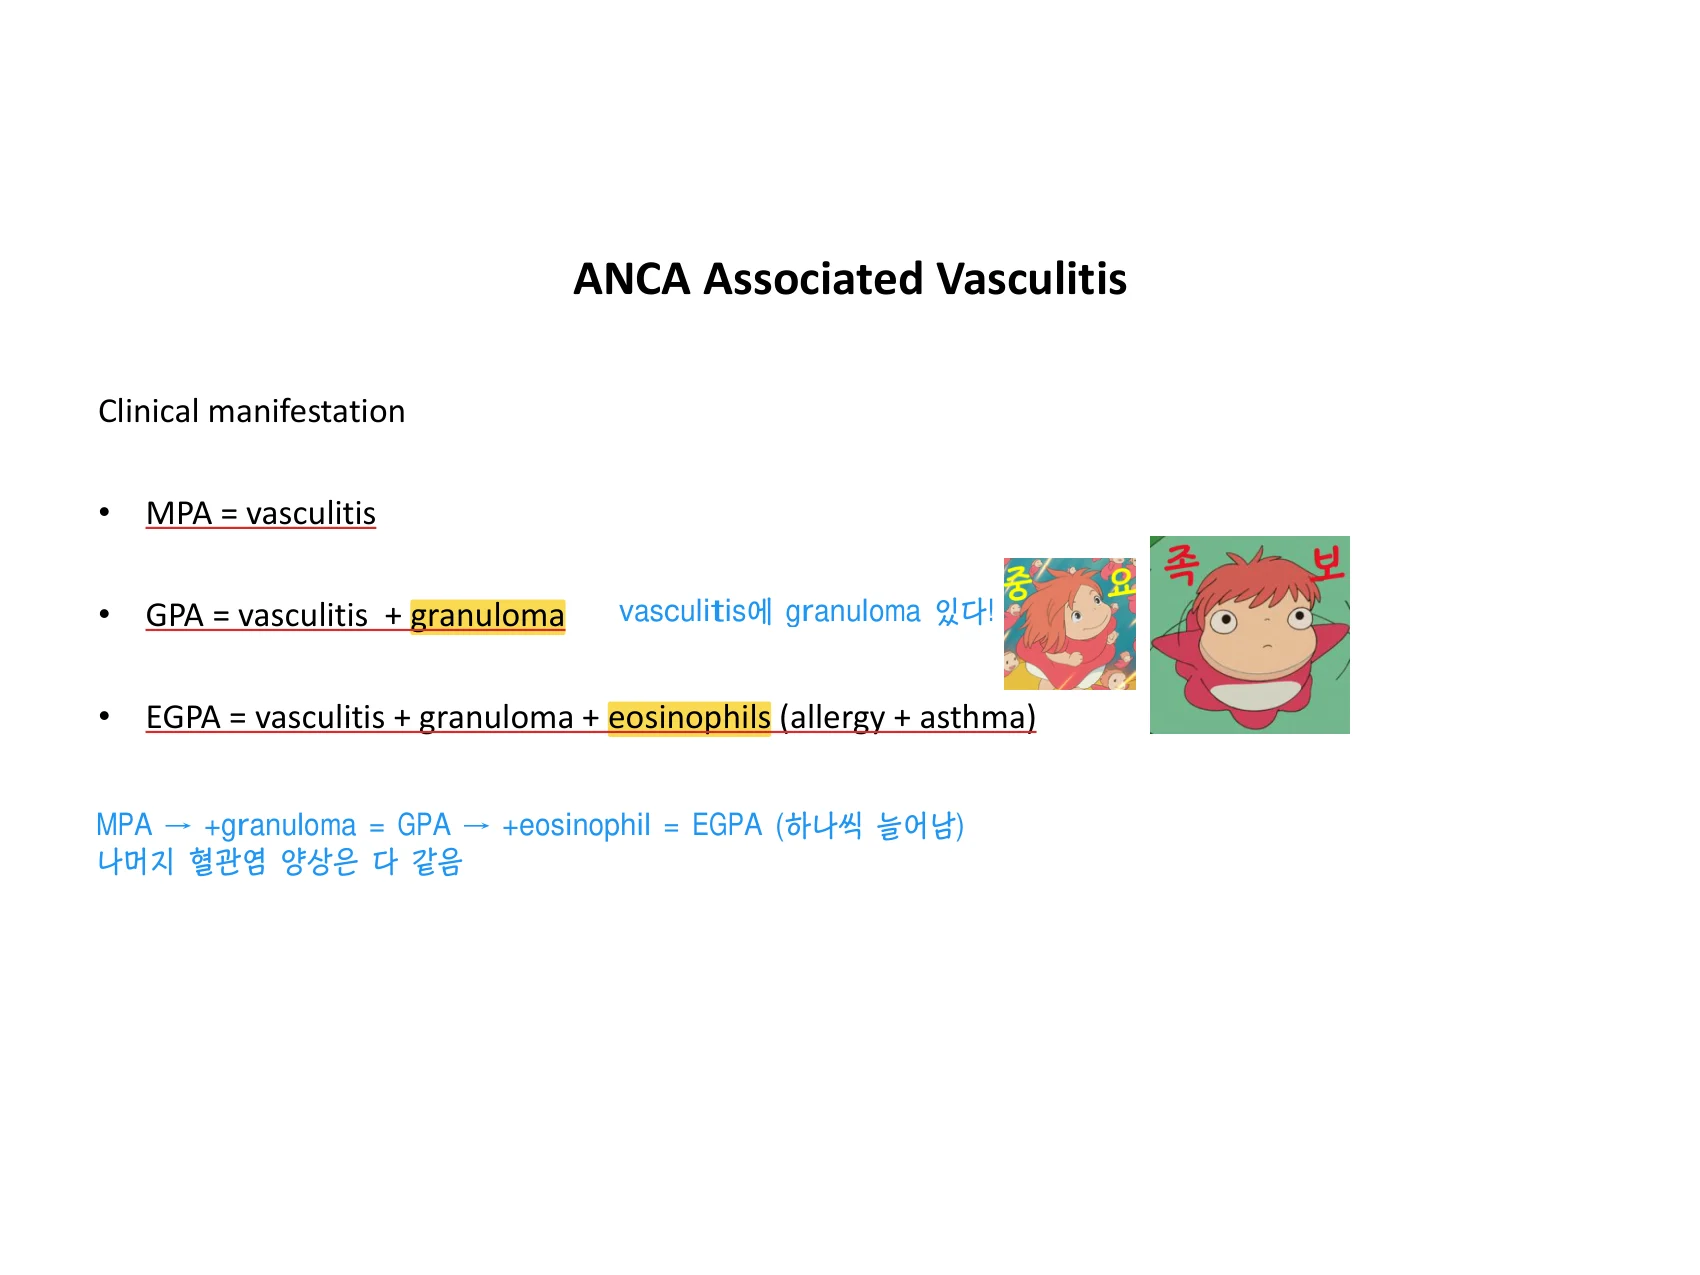 ANCA Associated Vasculitis
Clinical manifestation
• MPA = vasculitis
• GPA = vasculitis + granuloma
vasculitis에 granuloma 있다!
중요
족보
• EGPA = vasculitis + granuloma + eosinophils (allergy + asthma)
MPA → +granuloma = GPA → +eosinophil = EGPA (하나씩 늘어남)
나머지 혈관염 양상은 다 같음